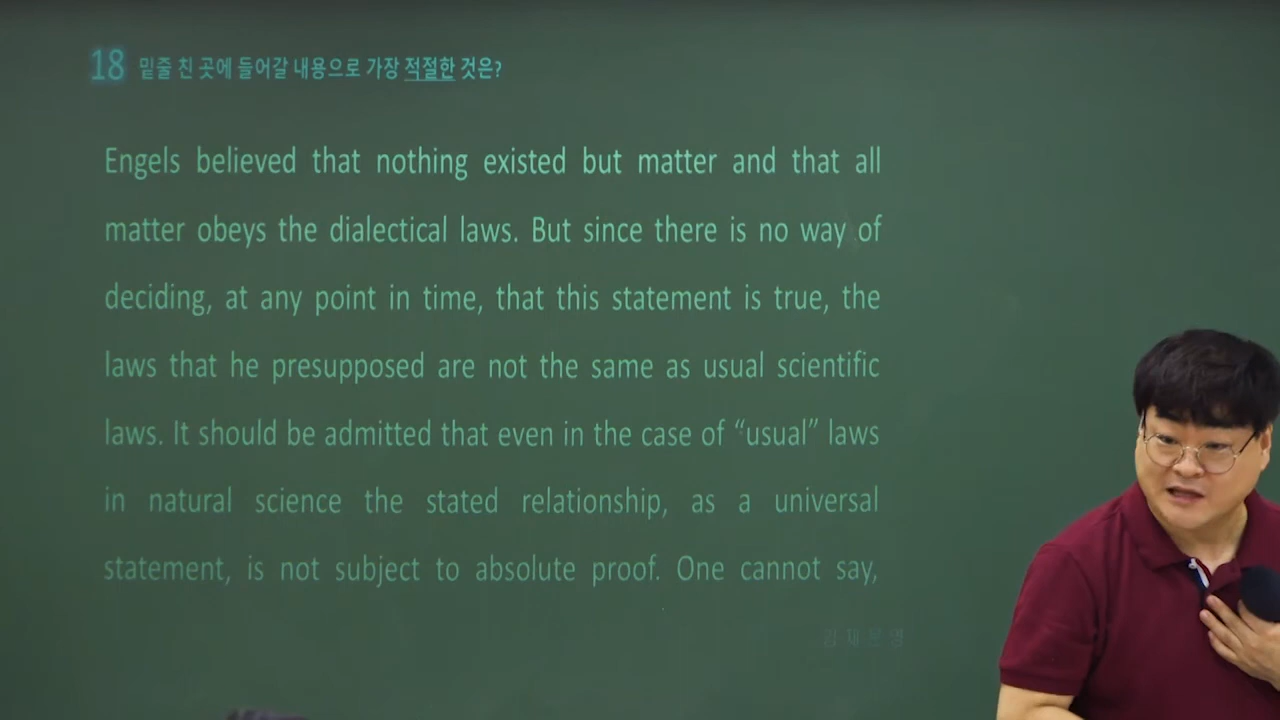 18 밑줄 친 곳에 들어갈 내용으로 가장 적절한 것은?
Engels believed that nothing existed but matter and that all
matter obeys the dialectical laws. But since there is no way of
deciding, at any point in time, that this statement is true, the
laws that he presupposed are not the same as usual scientific
laws. It should be admitted that even in the case of “usual” laws
in natural science the stated relationship, as a universal
statement, is not subject to absolute proof. One cannot say,